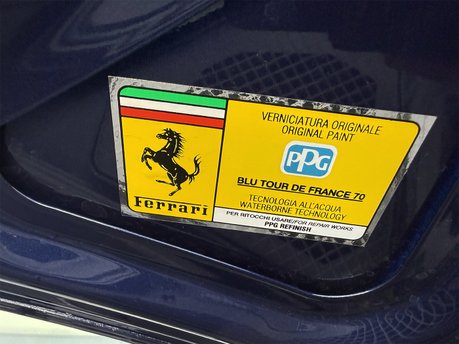 Ferrari
VERNICIATURA ORIGINALE
ORIGINAL PAINT
PPG
BLU TOUR DE FRANCE 70
TECNOLOGIA ALL'ACQUA
WATERBORNE TECHNOLOGY
PER RITOCCHI USARE/FOR REPAIR WORKS
PPG REFINISH